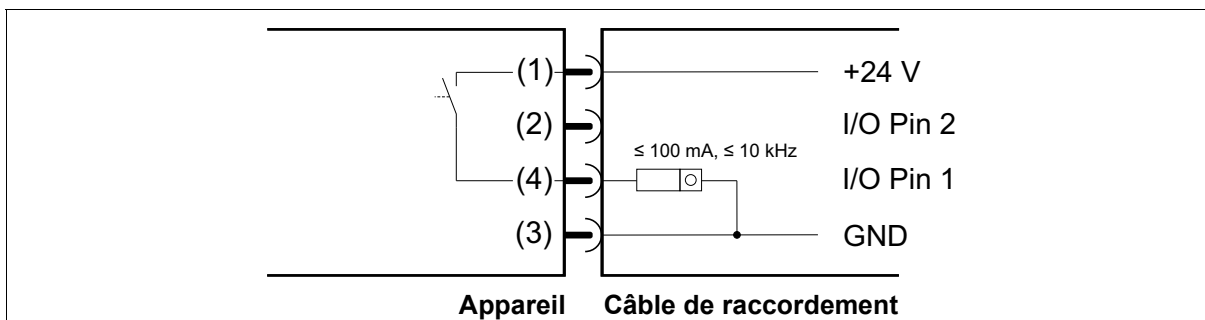 (1) +24 V
(2) I/O Pin 2
≤ 100 mA, ≤ 10 kHz
(4) I/O Pin 1
(3) GND
Appareil Câble de raccordement